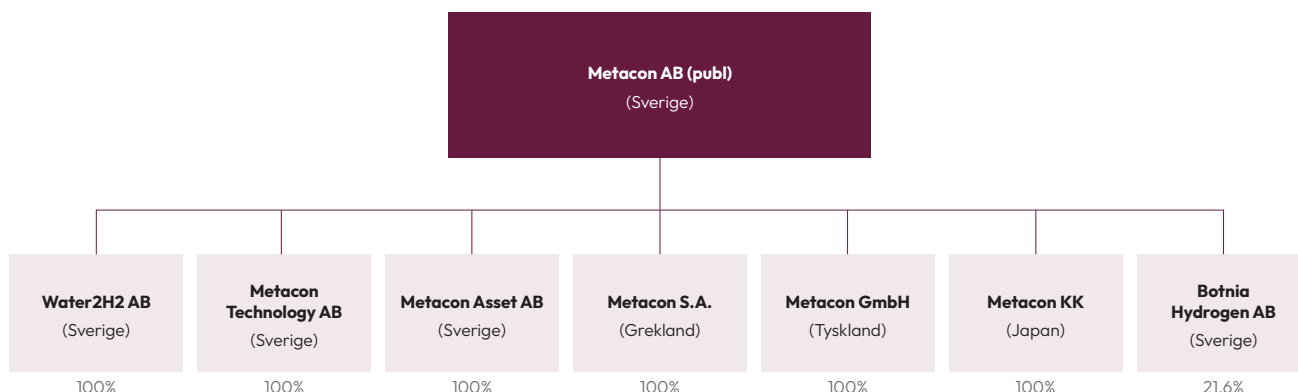 Metacon AB (publ)
(Sverige)
Water2H2 AB
(Sverige)
100%
Metacon
Technology AB
(Sverige)
100%
Metacon Asset AB
(Sverige)
100%
Metacon S.A.
(Grekland)
100%
Metacon GmbH
(Tyskland)
100%
Metacon KK
(Japan)
100%
Botnia
Hydrogen AB
(Sverige)
21,6%